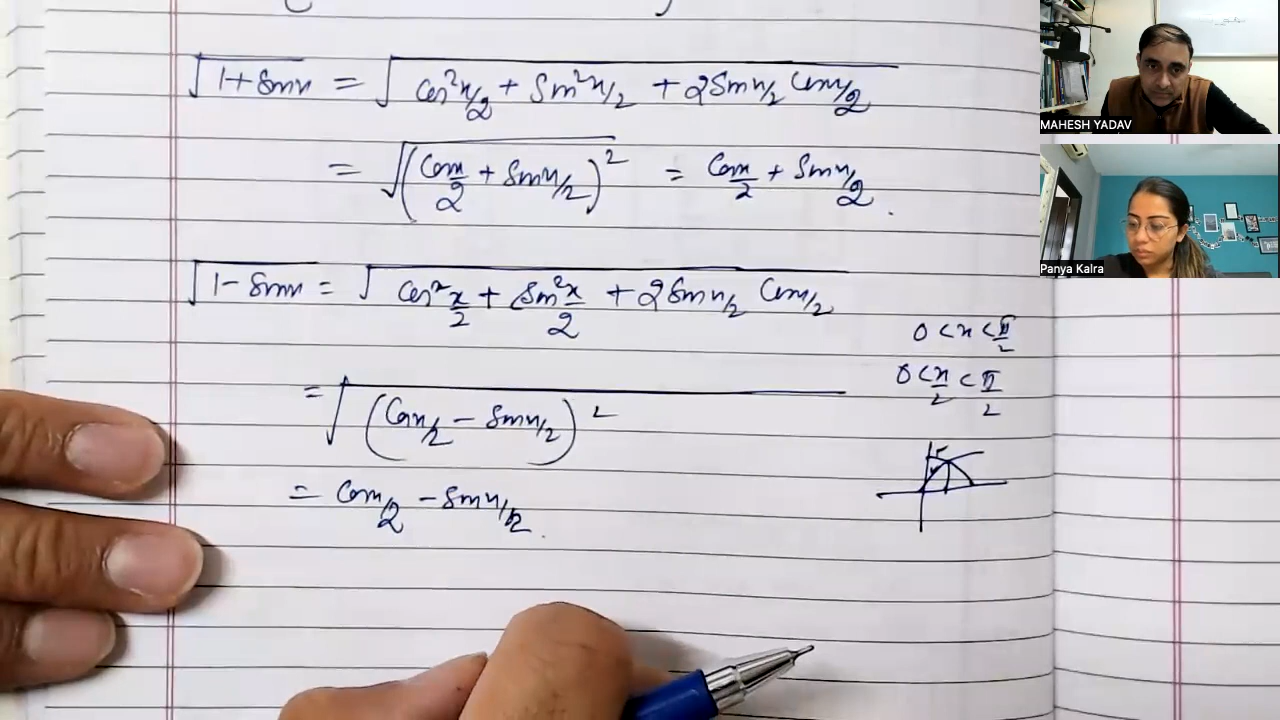 √(1+sinx) = √(cos²x/2 + sin²x/2 + 2sinx/2 cosx/2)
= √((cosx/2 + sinx/2)²) = cosx/2 + sinx/2.
√(1-sinx) = √(cos²x/2 + sin²x/2 + 2sinx/2 cosx/2)
0<x<π/2
0<x/2<π/2
= √((cosx/2 - sinx/2)²)
= cosx/2 - sinx/2.
MAHESH YADAV
Panya Kalra